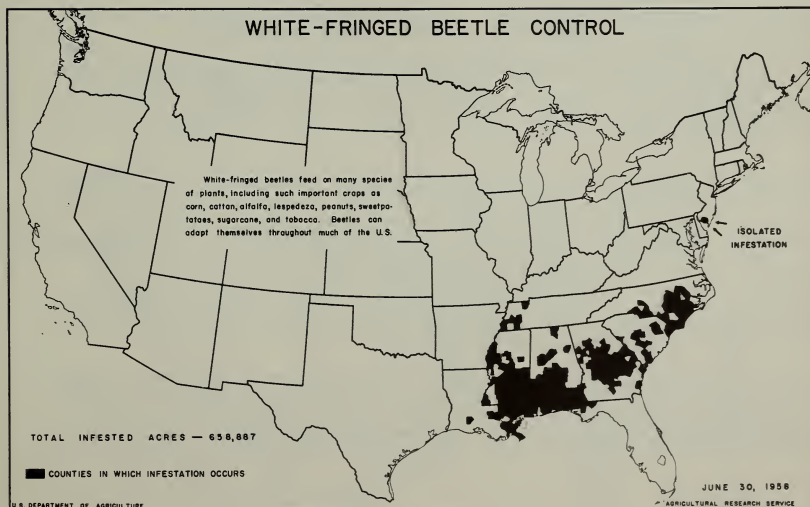 WHITE-FRINGED BEETLE CONTROL
White-fringed beetles feed on many species
of plants, including such important crops as
corn, cotton, alfalfa, lespedeza, peanuts, sweetpo-
tatoes, sugarcane, and tobacco. Beetles can
adapt themselves throughout much of the U.S.
ISOLATED
INFESTATION
TOTAL INFESTED ACRES — 658,887
COUNTIES IN WHICH INFESTATION OCCURS
JUNE 30, 1958
U.S. DEPARTMENT OF AGRICULTURE
AGRICULTURAL RESEARCH SERVICE